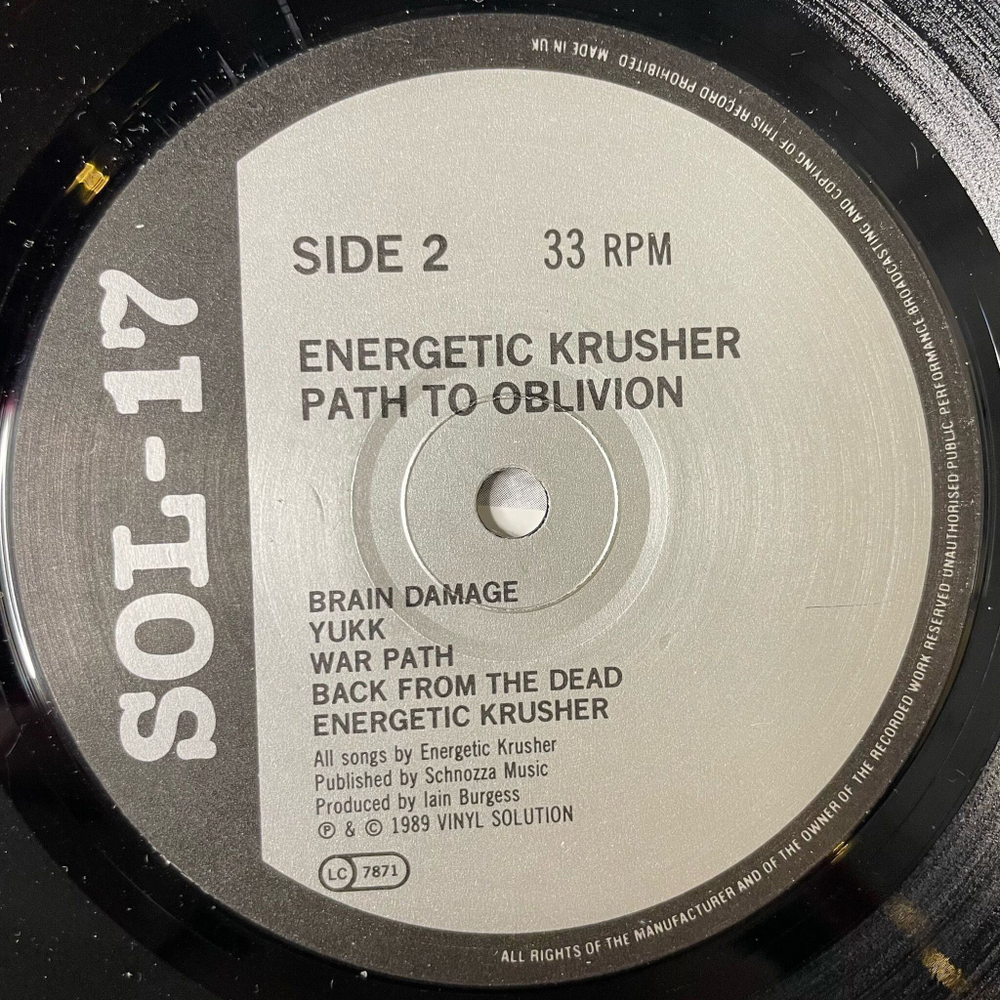 SOL-17
SIDE 2 33 RPM
ENERGETIC KRUSHER
PATH TO OBLIVION
BRAIN DAMAGE
YUKK
WAR PATH
BACK FROM THE DEAD
ENERGETIC KRUSHER
All songs by Energetic Krusher
Published by Schnozza Music
Produced by Iain Burgess
℗ & © 1989 VINYL SOLUTION
LC 7871
ALL RIGHTS OF THE MANUFACTURER AND OF THE OWNER OF THE RECORDED WORK RESERVED UNAUTHORISED PUBLIC PERFORMANCE BROADCASTING AND COPYING OF THIS RECORD PROHIBITED MADE IN UK